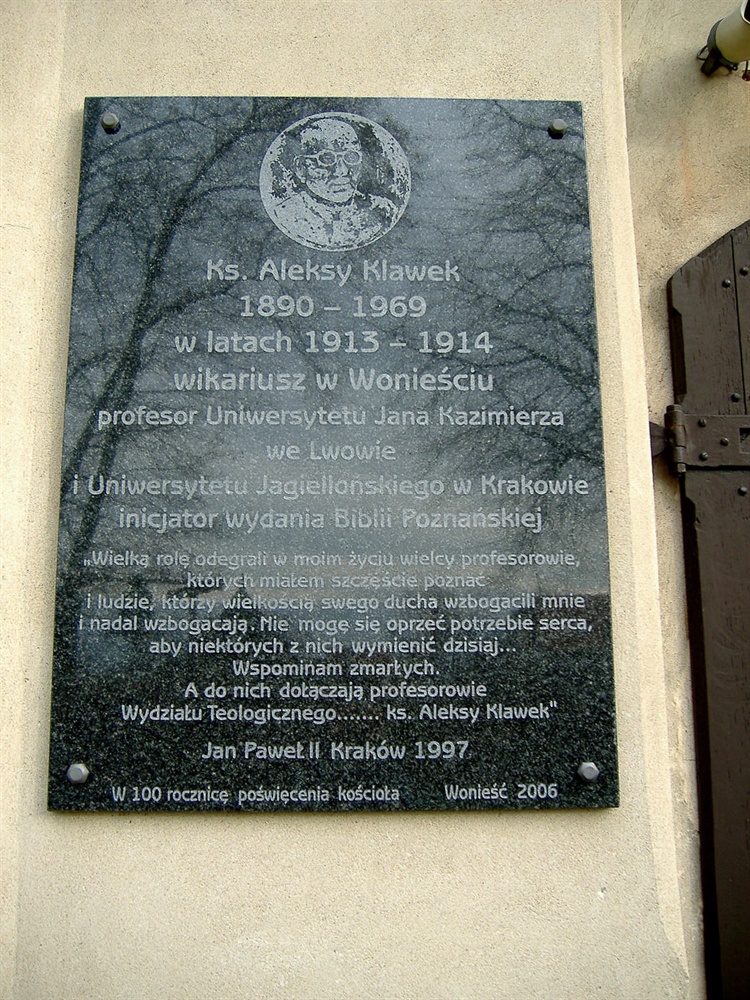 Ks. Aleksy Klawek
1890 – 1969
w latach 1913 – 1914
wikariusz w Wonieściu
profesor Uniwersytetu Jana Kazimierza
we Lwowie
i Uniwersytetu Jagiellońskiego w Krakowie
inicjator wydania Biblii Poznańskiej
„Wielką rolę odegrali w moim życiu wielcy profesorowie,
których miałem szczęście poznać
i ludzie, którzy wielkością swego ducha wzbogacili mnie
i nadal wzbogacają. Nie mogę się oprzeć potrzebie serca,
aby niektórych z nich wymienić dzisiaj...
Wspominam zmarłych.
A do nich dołączają profesorowie
Wydziału Teologicznego....... ks. Aleksy Klawek"
Jan Paweł II Kraków 1997
W 100 rocznicę poświęcenia kościoła Wonieść 2006